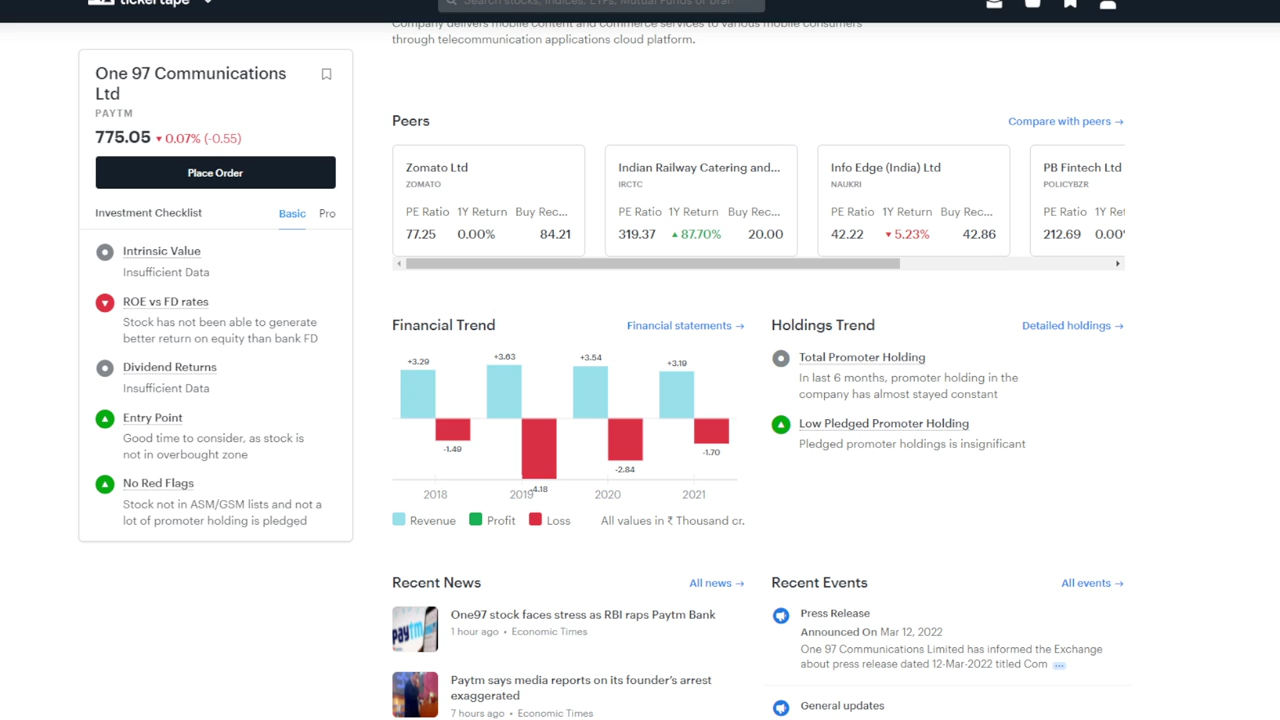 tickertape
Search stocks, indices, ETFs, Mutual Funds or bran
Company delivers mobile content and commerce services to various mobile consumers
through telecommunication applications cloud platform.
One 97 Communications
Ltd
PAYTM
775.05 0.07% (-0.55)
Place Order
Investment Checklist Basic Pro
Intrinsic Value
Insufficient Data
ROE vs FD rates
Stock has not been able to generate
better return on equity than bank FD
Dividend Returns
Insufficient Data
Entry Point
Good time to consider, as stock is
not in overbought zone
No Red Flags
Stock not in ASM/GSM lists and not a
lot of promoter holding is pledged
Peers Compare with peers →
Zomato Ltd
ZOMATO
PE Ratio 1Y Return Buy Rec...
77.25 0.00% 84.21
Indian Railway Catering and...
IRCTC
PE Ratio 1Y Return Buy Rec...
319.37 87.70% 20.00
Info Edge (India) Ltd
NAUKRI
PE Ratio 1Y Return Buy Rec...
42.22 5.23% 42.86
PB Fintech Ltd
POLICYBZR
PE Ratio 1Y Ret
212.69 0.00
Financial Trend Financial statements →
+3.29 +3.63 +3.54 +3.19
-1.49 -4.18 -2.84 -1.70
2018 2019 2020 2021
Revenue Profit Loss All values in ₹ Thousand cr.
Holdings Trend Detailed holdings →
Total Promoter Holding
In last 6 months, promoter holding in the
company has almost stayed constant
Low Pledged Promoter Holding
Pledged promoter holdings is insignificant
Recent News All news →
One97 stock faces stress as RBI raps Paytm Bank
1 hour ago • Economic Times
paytm
Paytm says media reports on its founder's arrest
exaggerated
7 hours ago • Economic Times
Recent Events All events →
Press Release
Announced On Mar 12, 2022
One 97 Communications Limited has informed the Exchange
about press release dated 12-Mar-2022 titled Com ...
General updates